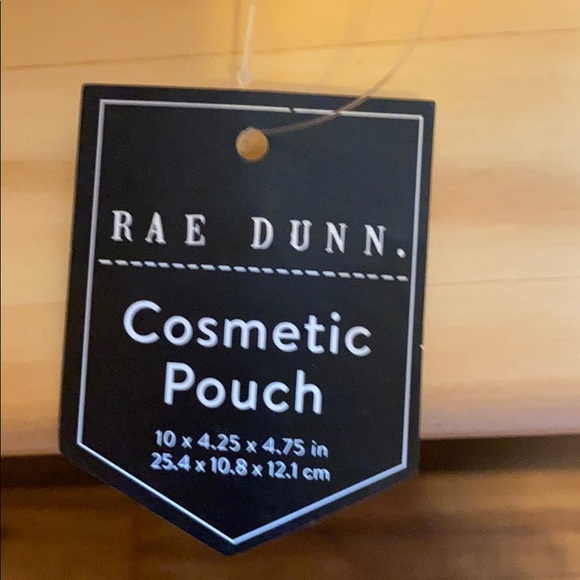 RAE DUNN.
Cosmetic
Pouch
10 x 4.25 x 4.75 in
25.4 x 10.8 x 12.1 cm